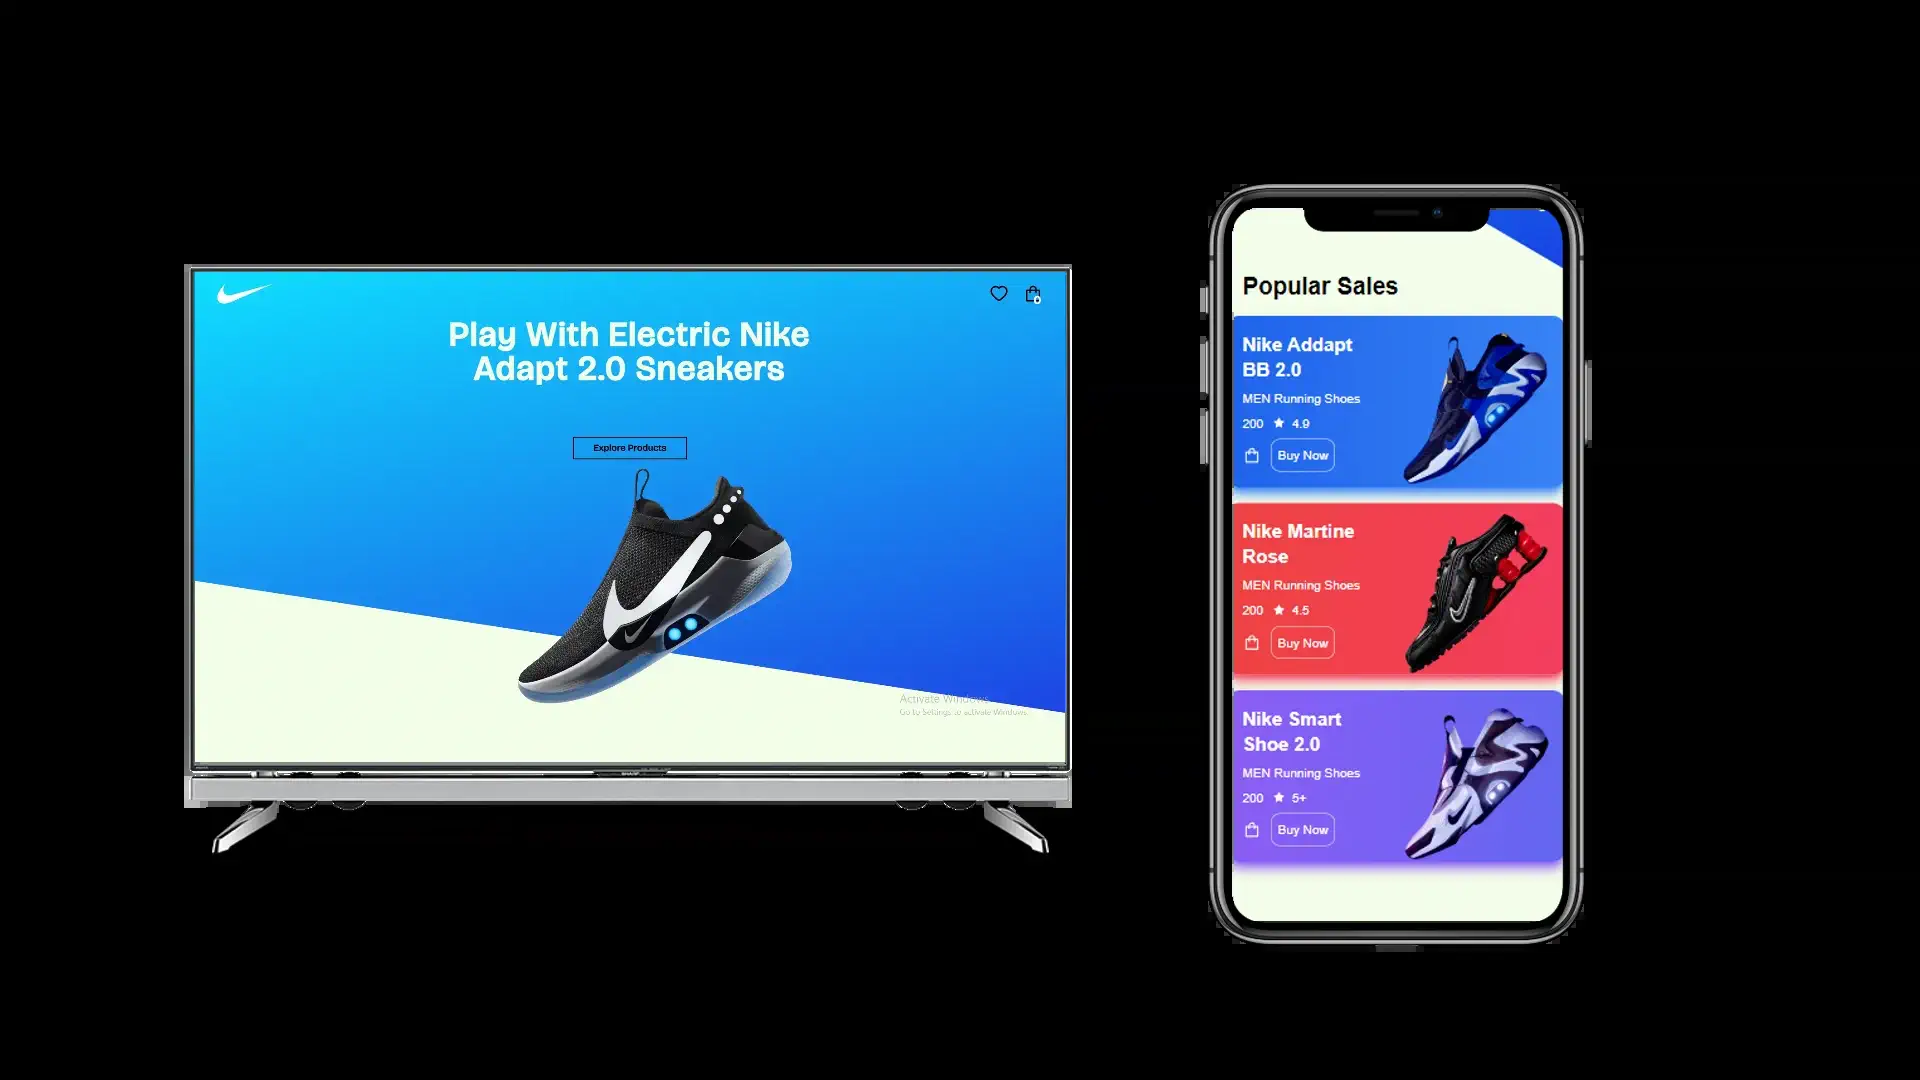 Play With Electric Nike
Adapt 2.0 Sneakers
Explore Products
Activate Windows
Go to Settings to activate Windows.
Popular Sales
Nike Addapt
BB 2.0
MEN Running Shoes
200 ★ 4.9
Buy Now
Nike Martine
Rose
MEN Running Shoes
200 ★ 4.5
Buy Now
Nike Smart
Shoe 2.0
MEN Running Shoes
200 ★ 5+
Buy Now